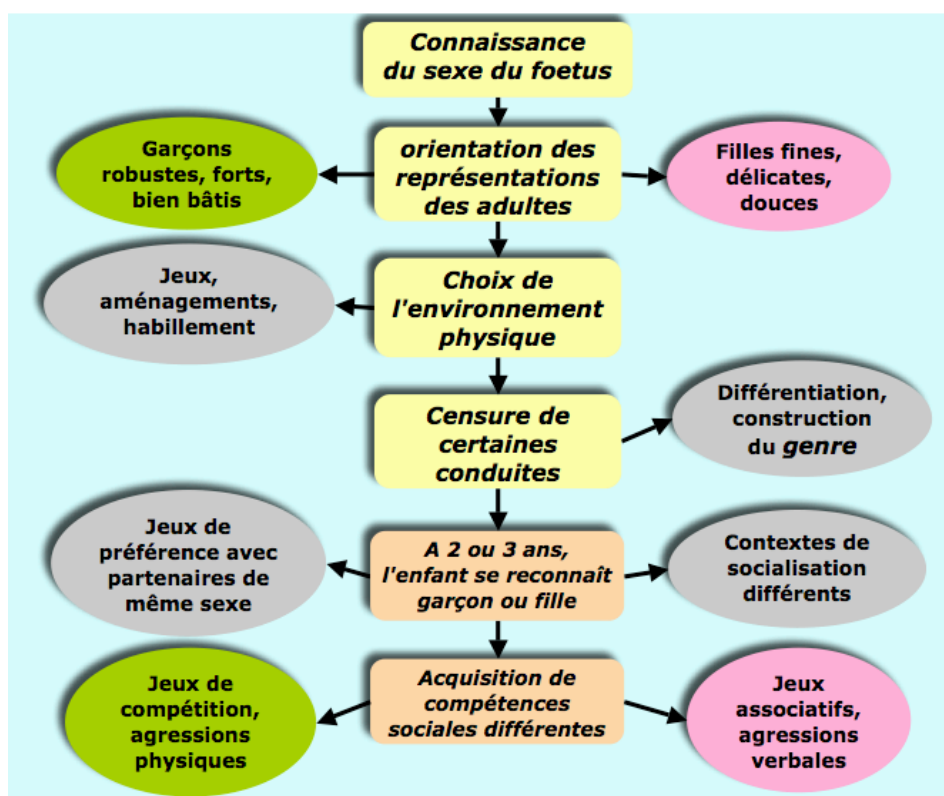 Connaissance
du sexe du foetus
Garçons
robustes, forts,
bien bâtis
orientation des
représentations
des adultes
Filles fines,
délicates,
douces
Jeux,
aménagements,
habillement
Choix de
l'environnement
physique
Censure de
certaines
conduites
Différentiation,
construction
du genre
Jeux de
préférence avec
partenaires de
même sexe
A 2 ou 3 ans,
l'enfant se reconnaît
garçon ou fille
Contextes de
socialisation
différents
Jeux de
compétition,
agressions
physiques
Acquisition de
compétences
sociales différentes
Jeux
associatifs,
agressions
verbales